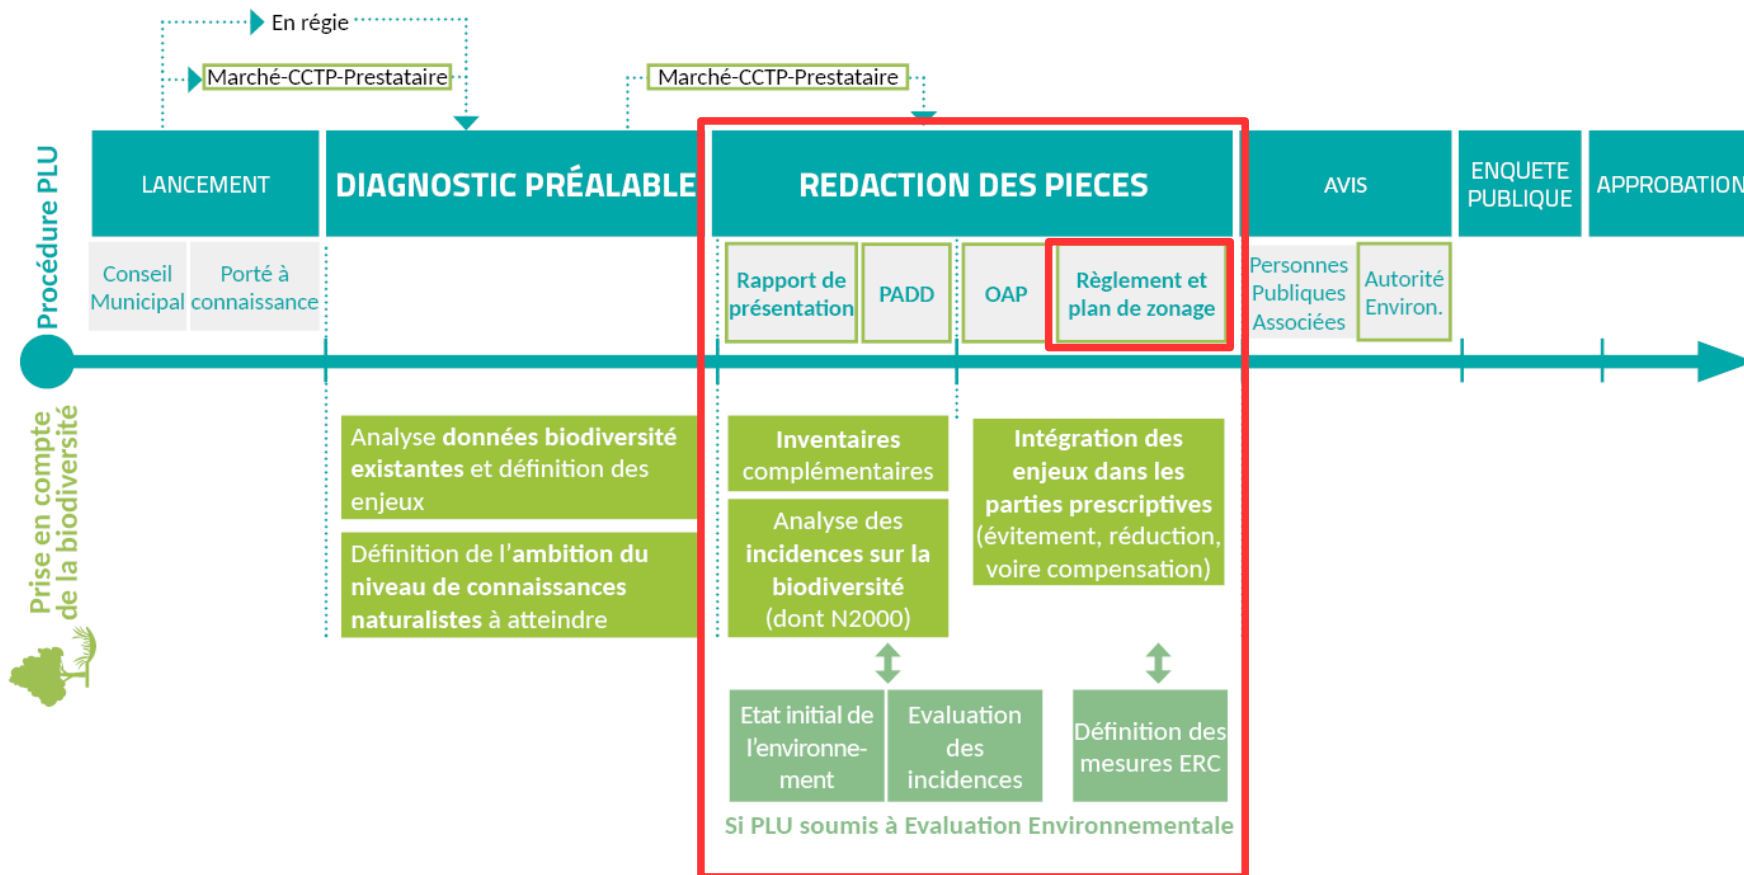 En régie
Marché-CCTP-Prestataire
Marché-CCTP-Prestataire
Procédure PLU
LANCEMENT
DIAGNOSTIC PRÉALABLE
REDACTION DES PIECES
AVIS
ENQUETE
PUBLIQUE
APPROBATION
Conseil
Municipal
Porté à
connaissance
Rapport de
présentation
PADD
OAP
Règlement et
plan de zonage
Personnes
Publiques
Associées
Autorité
Environ.
Prise en compte
de la biodiversité
Analyse données biodiversité
existantes et définition des
enjeux
Définition de l'ambition du
niveau de connaissances
naturalistes à atteindre
Inventaires
complémentaires
Analyse des
incidences sur la
biodiversité
(dont N2000)
Intégration des
enjeux dans les
parties prescriptives
(évitement, réduction,
voire compensation)
Etat initial de
l'environne-
ment
Evaluation
des
incidences
Définition des
mesures ERC
Si PLU soumis à Evaluation Environnementale